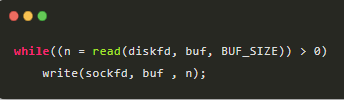 while((n = read(diskfd, buf, BUF_SIZE)) > 0)
    write(sockfd, buf , n);